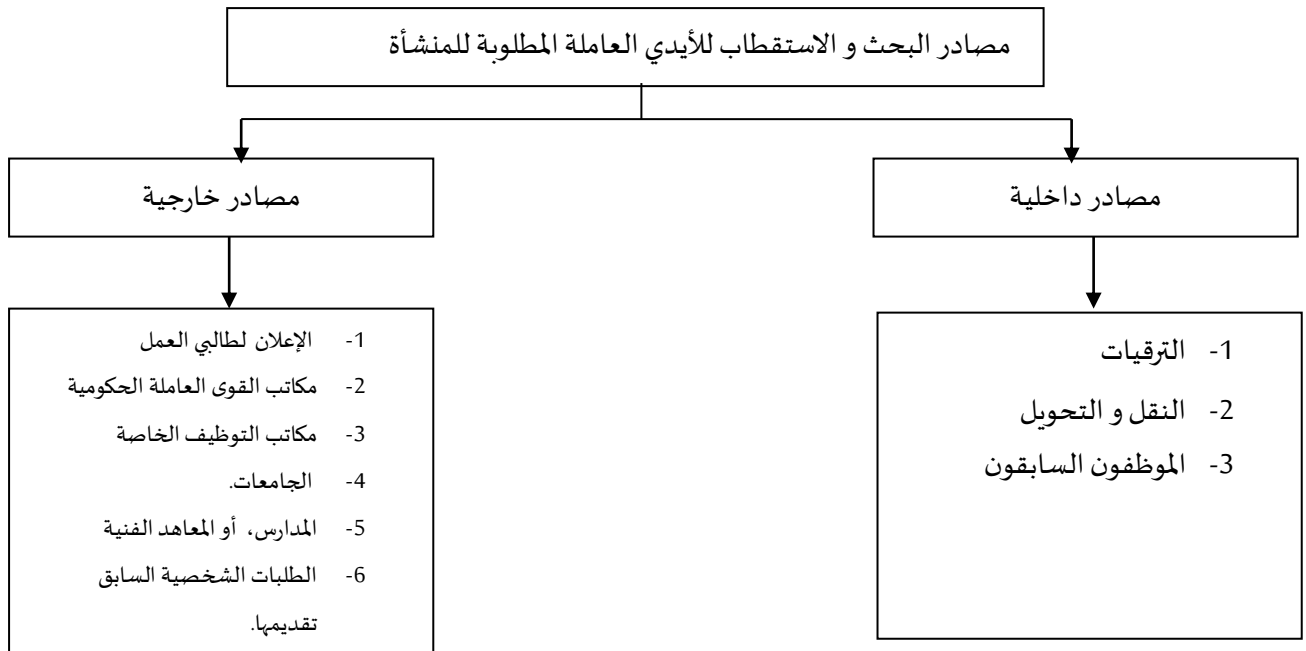 مصادر البحث و الاستقطاب للأيدي العاملة المطلوبة للمنشأة
مصادر داخلية
1- الترقيات
2- النقل و التحويل
3- الموظفون السابقون
مصادر خارجية
1- الإعلان لطالبي العمل
2- مكاتب القوى العاملة الحكومية
3- مكاتب التوظيف الخاصة
4- الجامعات.
5- المدارس، أو المعاهد الفنية
6- الطلبات الشخصية السابق
تقديمها.